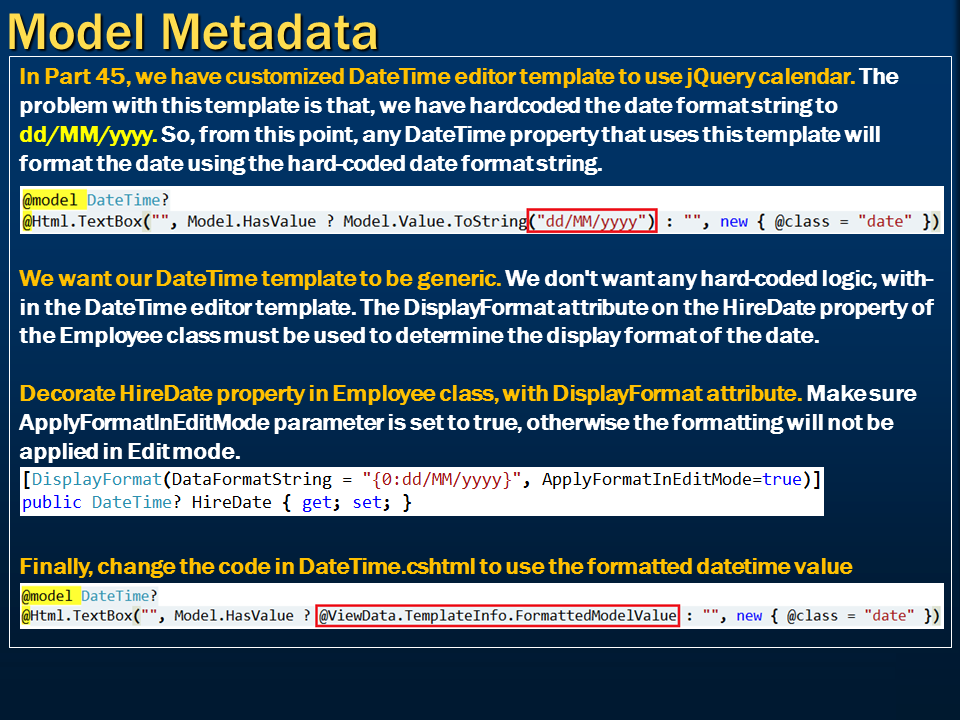 Model Metadata
In Part 45, we have customized DateTime editor template to use jQuery calendar. The
problem with this template is that, we have hardcoded the date format string to
dd/MM/yyyy. So, from this point, any DateTime property that uses this template will
format the date using the hard-coded date format string.
@model DateTime?
@Html.TextBox("", Model.HasValue ? Model.Value.ToString("dd/MM/yyyy") : "", new { @class = "date" })
We want our DateTime template to be generic. We don't want any hard-coded logic, with-
in the DateTime editor template. The DisplayFormat attribute on the HireDate property of
the Employee class must be used to determine the display format of the date.
Decorate HireDate property in Employee class, with DisplayFormat attribute. Make sure
ApplyFormatInEditMode parameter is set to true, otherwise the formatting will not be
applied in Edit mode.
[DisplayFormat(DataFormatString = "{0:dd/MM/yyyy}", ApplyFormatInEditMode=true)]
public DateTime? HireDate { get; set; }
Finally, change the code in DateTime.cshtml to use the formatted datetime value
@model DateTime?
@Html.TextBox("", Model.HasValue ? @ViewData.TemplateInfo.FormattedModelValue : "", new { @class = "date" })